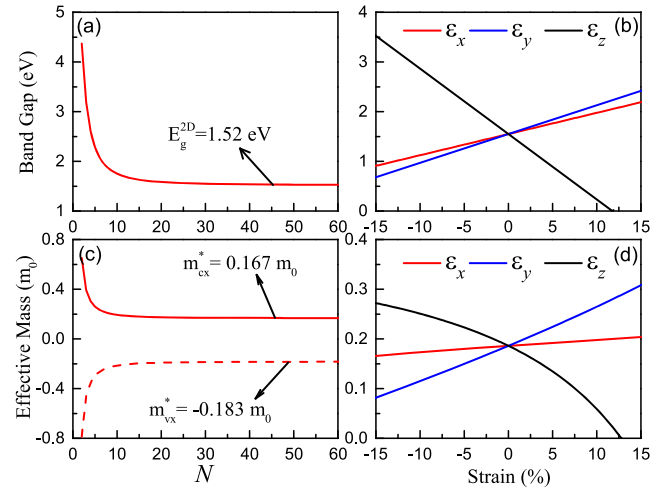 (a)
Band Gap (eV)
5
4
3
2
1
0 10 20 30 40 50 60
E_g^{2D}=1.52 eV
(b)
ε_x ε_y ε_z
4
3
2
1
0
-15 -10 -5 0 5 10 15
(c)
Effective Mass (m_0)
0.8
0.4
0.0
-0.4
-0.8
m^*_{cx}= 0.167 m_0
m^*_{vx}= -0.183 m_0
0 10 20 30 40 50 60
N
(d)
ε_x ε_y ε_z
0.4
0.3
0.2
0.1
0.0
-15 -10 -5 0 5 10 15
Strain (%)